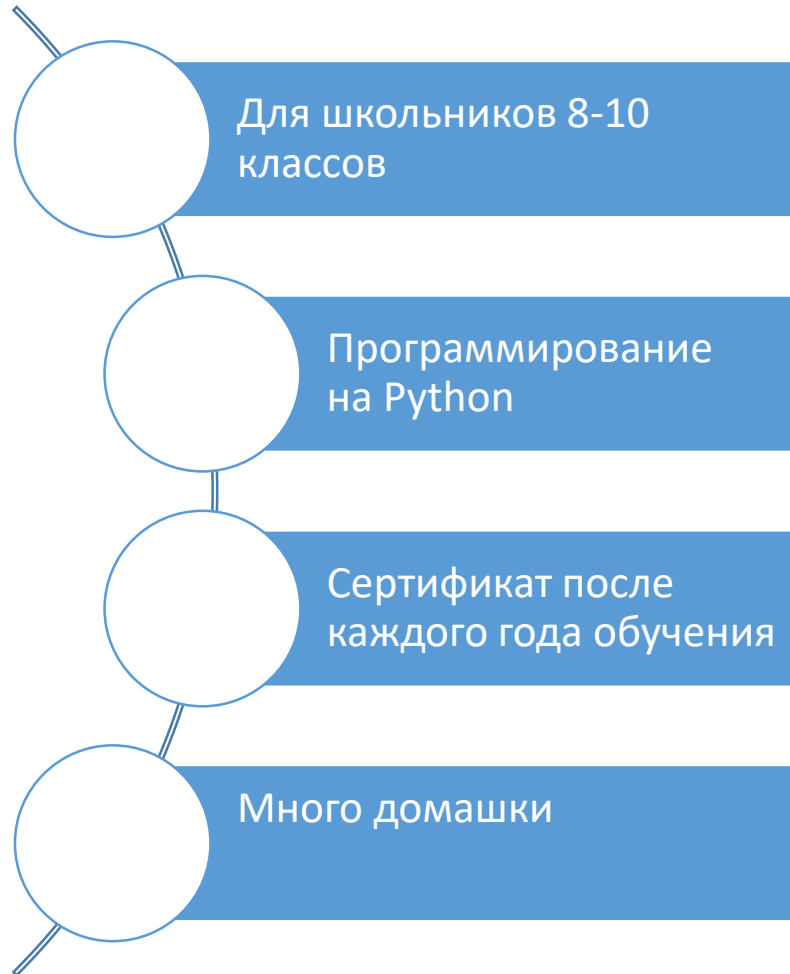 Для школьников 8-10
классов
Программирование
на Python
Сертификат после
каждого года обучения
Много домашки